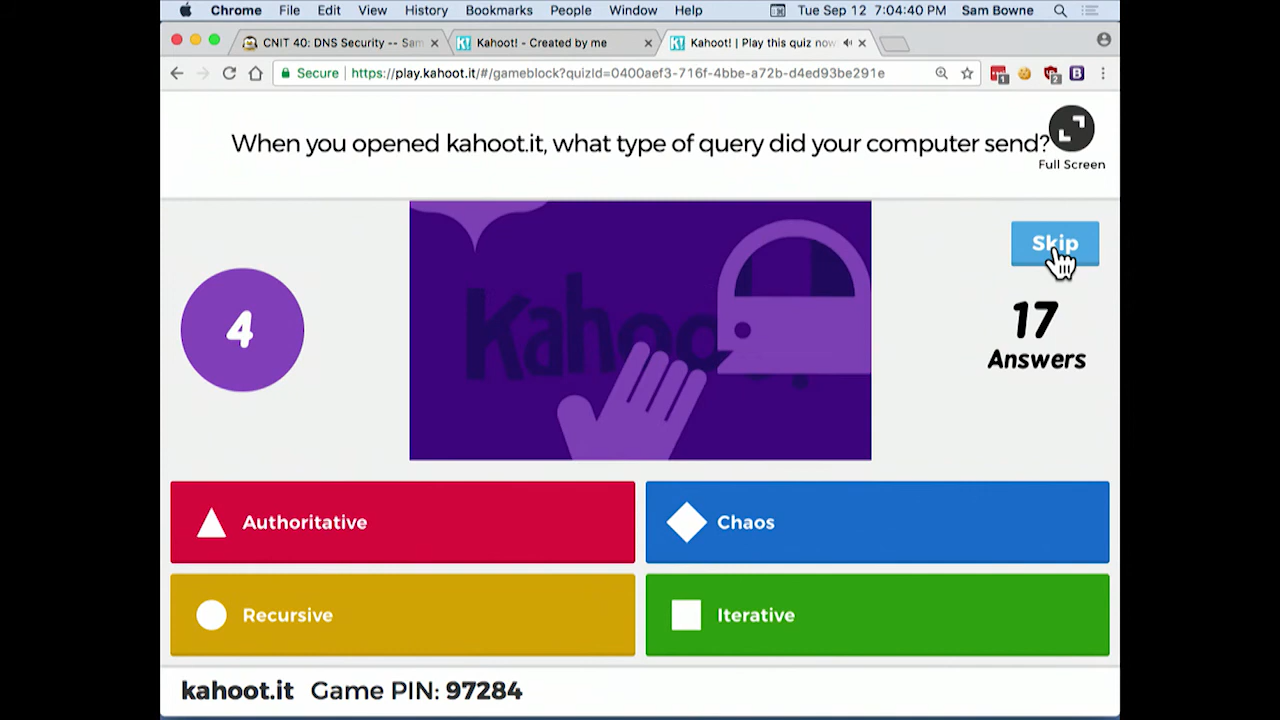 Chrome File Edit View History Bookmarks People Window Help Tue Sep 12 7:04:40 PM Sam Bowne
CNIT 40: DNS Security -- Sam
Kahoot! - Created by me
Kahoot! | Play this quiz now
Secure https://play.kahoot.it/#/gameblock?quizId=0400aef3-716f-4bbe-a72b-d4ed93be291e
1
2
B
When you opened kahoot.it, what type of query did your computer send?
Full Screen
Skip
4
Kahoot!
17
Answers
Authoritative
Chaos
Recursive
Iterative
kahoot.it Game PIN: 97284